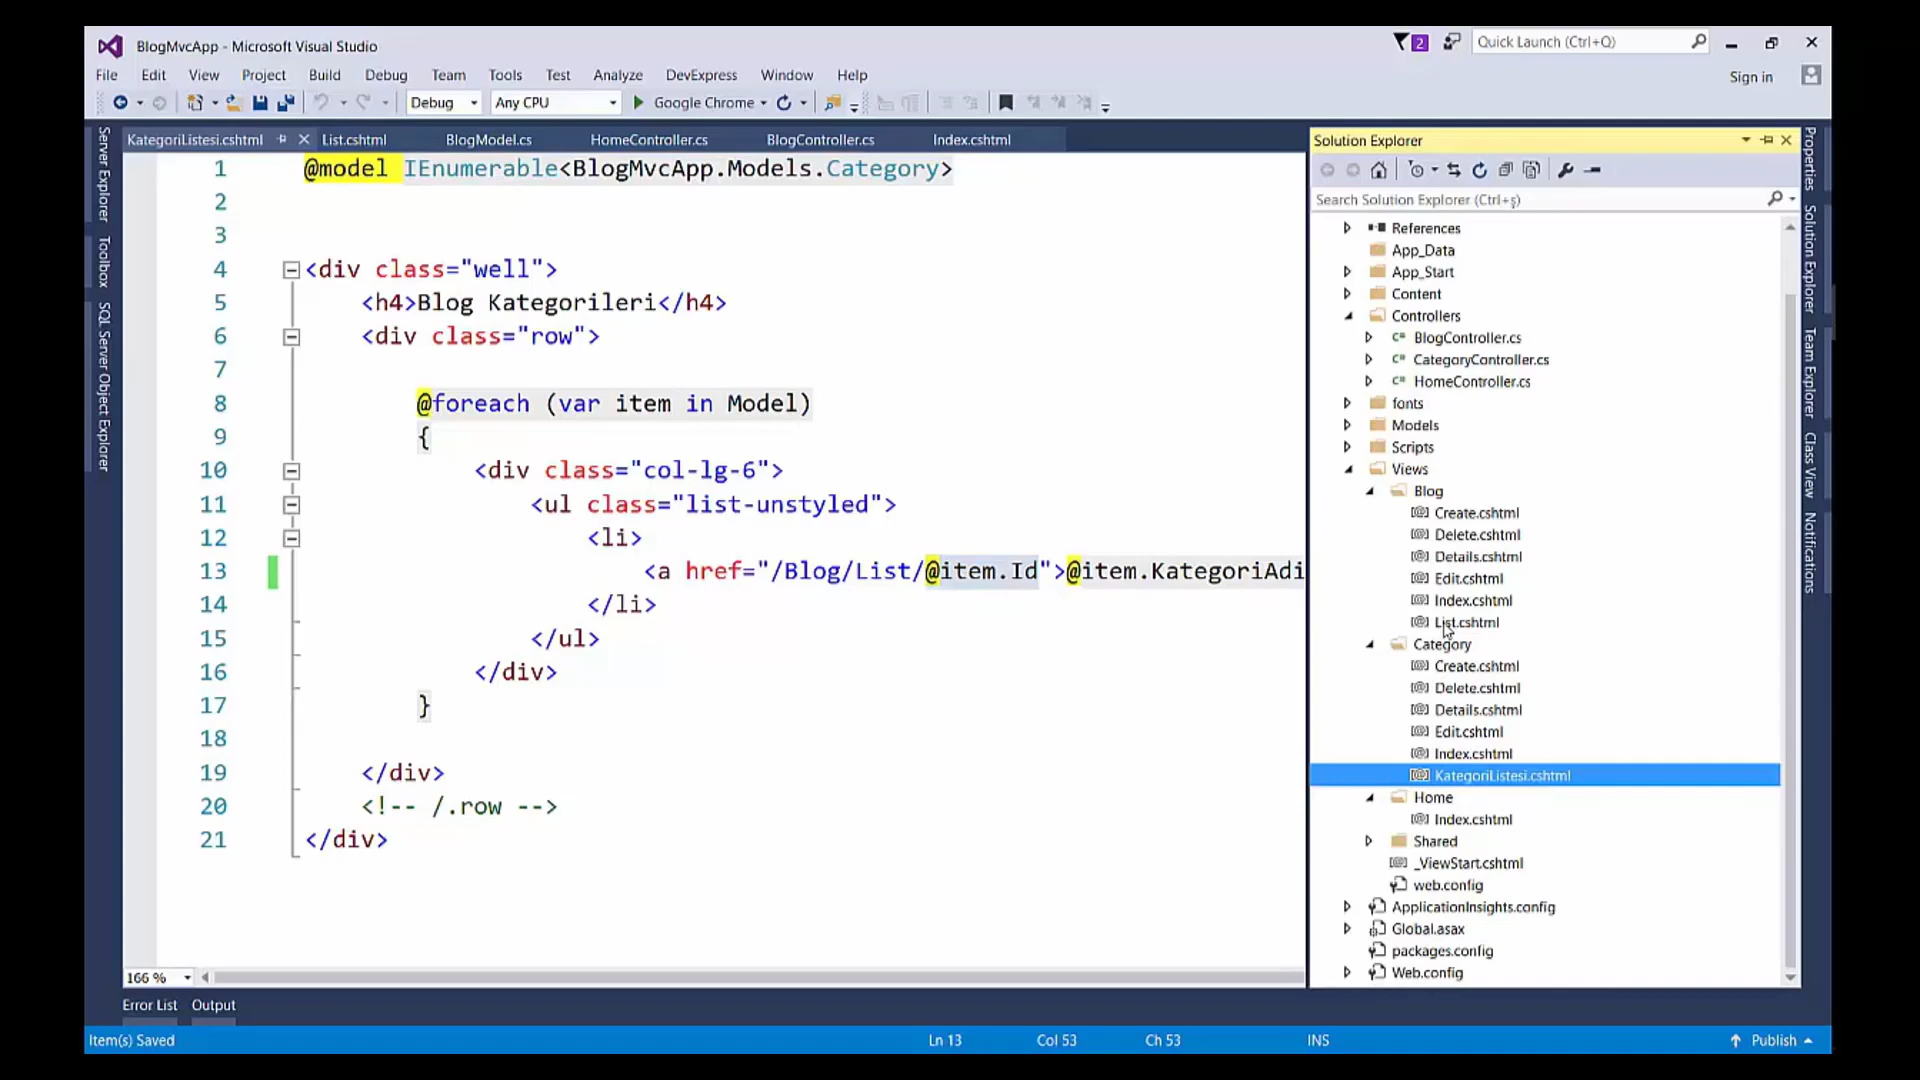 BlogMvcApp - Microsoft Visual Studio
2
Quick Launch (Ctrl+Q)
File Edit View Project Build Debug Team Tools Test Analyze DevExpress Window Help
Sign in
Debug Any CPU Google Chrome
KategoriListesi.cshtml List.cshtml BlogModel.cs HomeController.cs BlogController.cs Index.cshtml
Server Explorer
Toolbox
SQL Server Object Explorer
1 @model IEnumerable<BlogMvcApp.Models.Category>
2
3
4 <div class="well">
5 <h4>Blog Kategorileri</h4>
6 <div class="row">
7
8 @foreach (var item in Model)
9 {
10 <div class="col-lg-6">
11 <ul class="list-unstyled">
12 <li>
13 <a href="/Blog/List/@item.Id">@item.KategoriAdi
14 </li>
15 </ul>
16 </div>
17 }
18
19 </div>
20 <!-- /.row -->
21 </div>
166 %
Solution Explorer
Search Solution Explorer (Ctrl+ş)
References
App_Data
App_Start
Content
Controllers
C# BlogController.cs
C# CategoryController.cs
C# HomeController.cs
fonts
Models
Scripts
Views
Blog
[@] Create.cshtml
[@] Delete.cshtml
[@] Details.cshtml
[@] Edit.cshtml
[@] Index.cshtml
[@] List.cshtml
Category
[@] Create.cshtml
[@] Delete.cshtml
[@] Details.cshtml
[@] Edit.cshtml
[@] Index.cshtml
[@] KategoriListesi.cshtml
Home
[@] Index.cshtml
Shared
[@] _ViewStart.cshtml
web.config
ApplicationInsights.config
Global.asax
packages.config
Web.config
Properties
Solution Explorer
Team Explorer
Class View
Notifications
Error List Output
Item(s) Saved Ln 13 Col 53 Ch 53 INS Publish